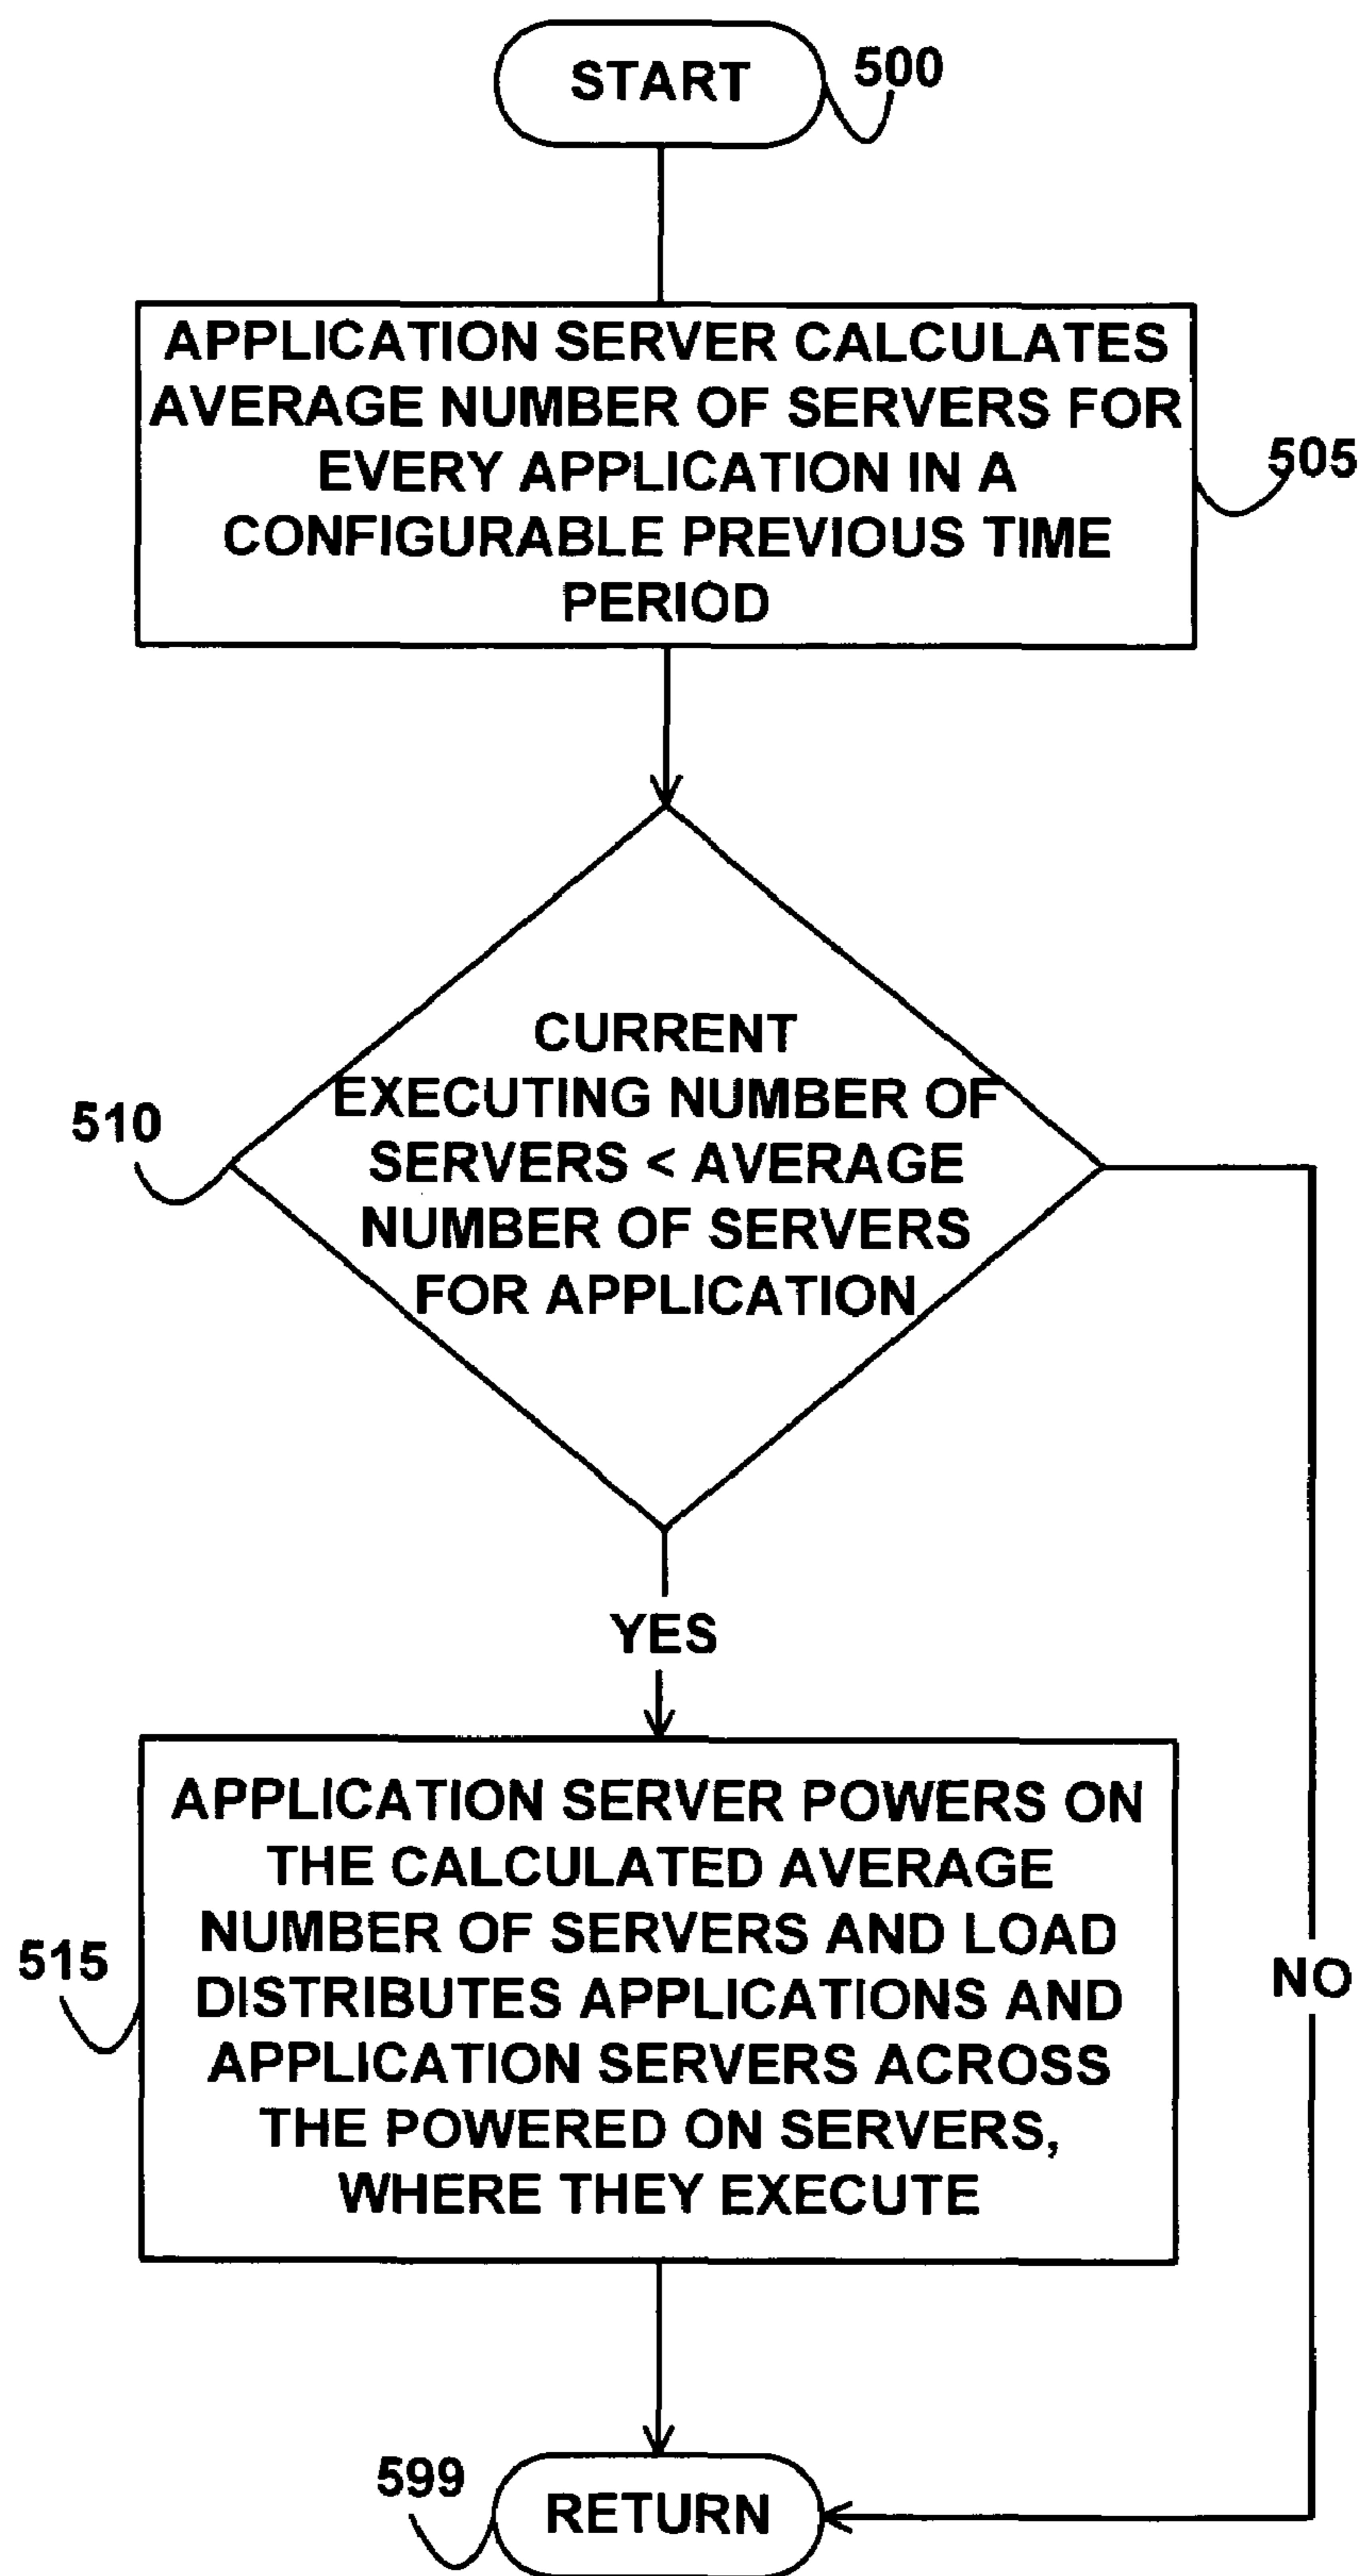 START
500
APPLICATION SERVER CALCULATES
AVERAGE NUMBER OF SERVERS FOR
EVERY APPLICATION IN A
CONFIGURABLE PREVIOUS TIME
PERIOD
505
CURRENT
EXECUTING NUMBER OF
SERVERS < AVERAGE
NUMBER OF SERVERS
FOR APPLICATION
510
YES
APPLICATION SERVER POWERS ON
THE CALCULATED AVERAGE
NUMBER OF SERVERS AND LOAD
DISTRIBUTES APPLICATIONS AND
APPLICATION SERVERS ACROSS
THE POWERED ON SERVERS,
WHERE THEY EXECUTE
515
NO
599
RETURN